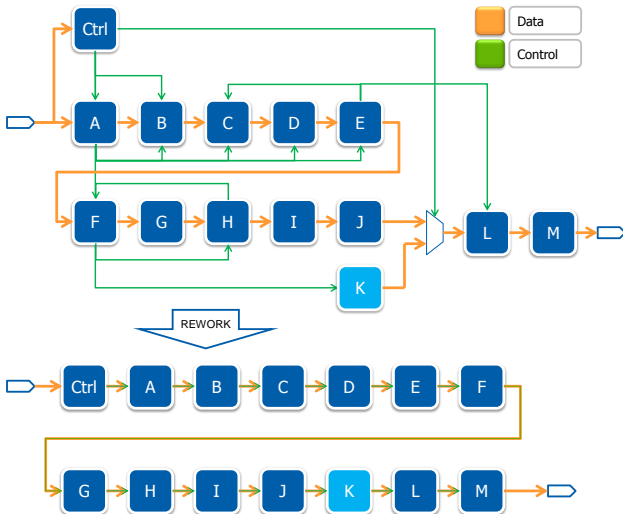 Ctrl
Data
Control
A B C D E
F G H I J
L M
K
REWORK
Ctrl A B C D E F
G H I J K L M